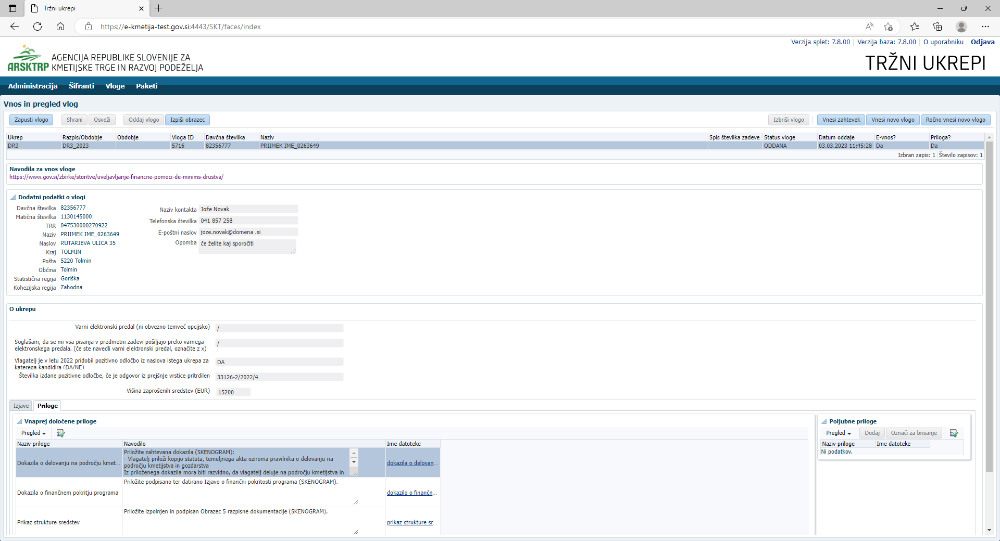 Tržni ukrepi
https://e-kmetija-test.gov.si:4443/SKT/faces/index
Verzija splet: 7.8.00 Verzija baza: 7.8.00 O uporabniku Odjava
ARSKTRP
AGENCIJA REPUBLIKE SLOVENIJE ZA
KMETIJSKE TRGE IN RAZVOJ PODEŽELJA
TRŽNI UKREPI
Administracija Šifranti Vloge Paketi
Vnos in pregled vlog
Zapusti vlogo Shrani Osveži Oddaj vlogo Izpiši obrazec Izbriši vlogo Vnesi zahtevek Vnesi novo vlogo Ročno vnesi novo vlogo
Ukrep Razpis/Obdobje Obdobje Vloga ID Davčna številka Naziv Spis številka zadeve Status vloge Datum oddaje E-vnos? Priloga?
DR3 DR3_2023 5716 82356777 PRIIMEK IME_0263649 ODDANA 03.03.2023 11:45:28 Da Da
Izbran zapis: 1 Število zapisov: 1
Navodila za vnos vloge
https://www.gov.si/zbirke/storitve/uveljavljanje-financne-pomoci-de-minims-drustva/
Dodatni podatki o vlogi
Davčna številka 82356777
Matična številka 1130145000
TRR 047530000270922
Naziv PRIIMEK IME_0263649
Naslov RUTARJEVA ULICA 35
Kraj TOLMIN
Pošta 5220 Tolmin
Občina Tolmin
Statistična regija Goriška
Kohezijska regija Zahodna
Naziv kontakta Jože Novak
Telefonska številka 041 857 258
E-poštni naslov joze.novak@domena .si
Opomba če želite kaj sporočiti
O ukrepu
Varni elektronski predal (ni obvezno temveč opcijsko) /
Soglašam, da se mi vsa pisanja v predmetni zadevi pošiljajo preko varnega
elektronskega predala. (če ste navedli varni elektronski predal, označite z x) /
Vlagatelj je v letu 2022 pridobil pozitivno odločbo iz naslova istega ukrepa za
katerega kandidira (DA/NE) DA
Številka izdane pozitivne odločbe, če je odgovor iz prejšnje vrstice pritrdilen 33126-2/2022/4
Višina zaprošenih sredstev (EUR) 15200
Izjave Priloge
Vnaprej določene priloge
Pregled
Naziv priloge Navodilo Ime datoteke
Dokazila o delovanju na področju kmet...
Priložite zahtevana dokazila (SKENOGRAM):
- Vlagatelj priloži kopijo statuta, temeljnega akta oziroma pravilnika o delovanju na
področju kmetijstva in gozdarstva
Iz priloženega dokazila mora biti razvidno, da vlagatelj deluje na področju kmetijstva in
dokazila o delovan...
Dokazila o finančnem pokritju programa
Priložite podpisano ter datirano Izjavo o finančni pokritosti programa (SKENOGRAM).
dokazilo o finančn...
Prikaz strukture sredstev
Priložite izpolnjen in podpisan Obrazec 5 razpisne dokumentacije (SKENOGRAM).
prikaz strukture sr...
Poljubne priloge
Pregled Dodaj Označi za brisanje
Naziv priloge Ime datoteke
Ni podatkov.